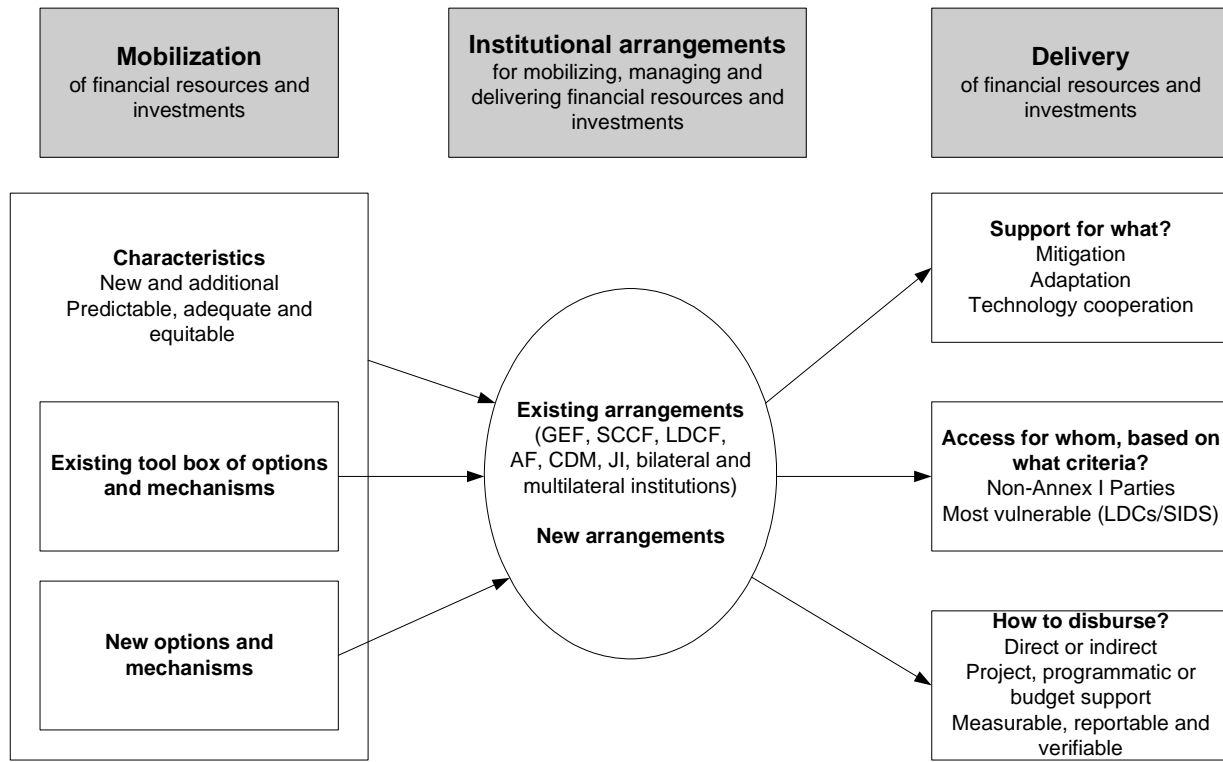 Mobilization
of financial resources and
investments
Institutional arrangements
for mobilizing, managing and
delivering financial resources and
investments
Delivery
of financial resources and
investments
Characteristics
New and additional
Predictable, adequate and
equitable
Existing tool box of options
and mechanisms
New options and
mechanisms
Existing arrangements
(GEF, SCCF, LDCF,
AF, CDM, JI, bilateral and
multilateral institutions)
New arrangements
Support for what?
Mitigation
Adaptation
Technology cooperation
Access for whom, based on
what criteria?
Non-Annex I Parties
Most vulnerable (LDCs/SIDS)
How to disburse?
Direct or indirect
Project, programmatic or
budget support
Measurable, reportable and
verifiable